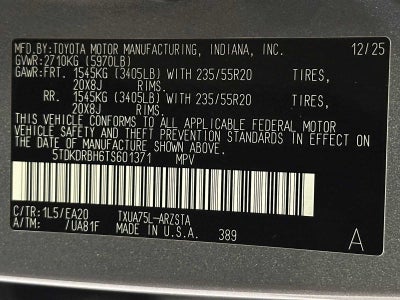 MFD.BY:TOYOTA MOTOR MANUFACTURING, INDIANA, INC. 12/25
GVWR:2710KG (5970LB)
GAWR:FRT. 1545KG (3405LB) WITH 235/55R20 TIRES,
20X8J RIMS.
RR. 1545KG (3405LB) WITH 235/55R20 TIRES,
20X8J RIMS.
THIS VEHICLE CONFORMS TO ALL APPLICABLE FEDERAL MOTOR
VEHICLE SAFETY AND THEFT PREVENTION STANDARDS IN EFFECT
ON THE DATE OF MANUFACTURE SHOWN ABOVE.
5TDKDRBH6TS601371 MPV
C/TR:1L5/EA20 TXUA75L-ARZSTA
A/TM: /UA81F MADE IN U.S.A. 389 A